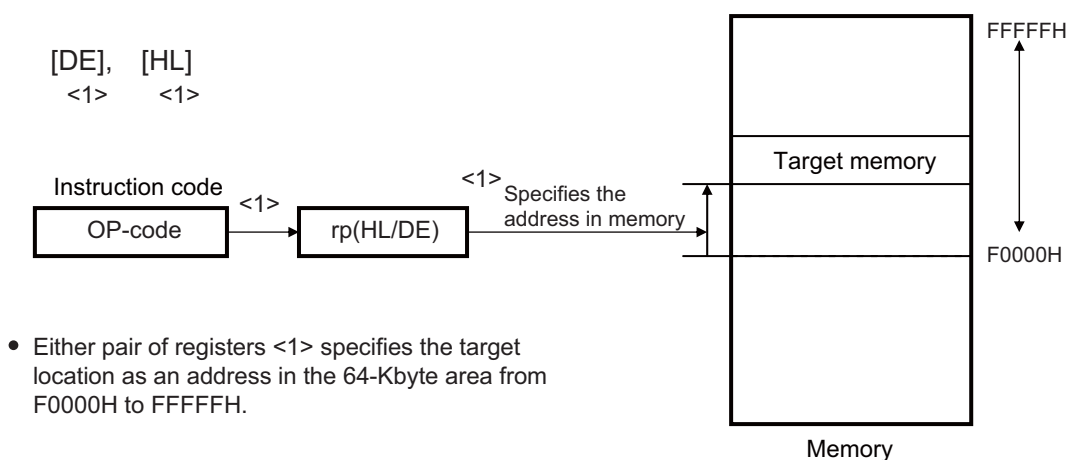 FFFFFH
[DE], [HL]
<1> <1>
Target memory
Instruction code
<1>
<1>
Specifies the
address in memory
OP-code
rp(HL/DE)
F0000H
• Either pair of registers <1> specifies the target
location as an address in the 64-Kbyte area from
F0000H to FFFFFH.
Memory